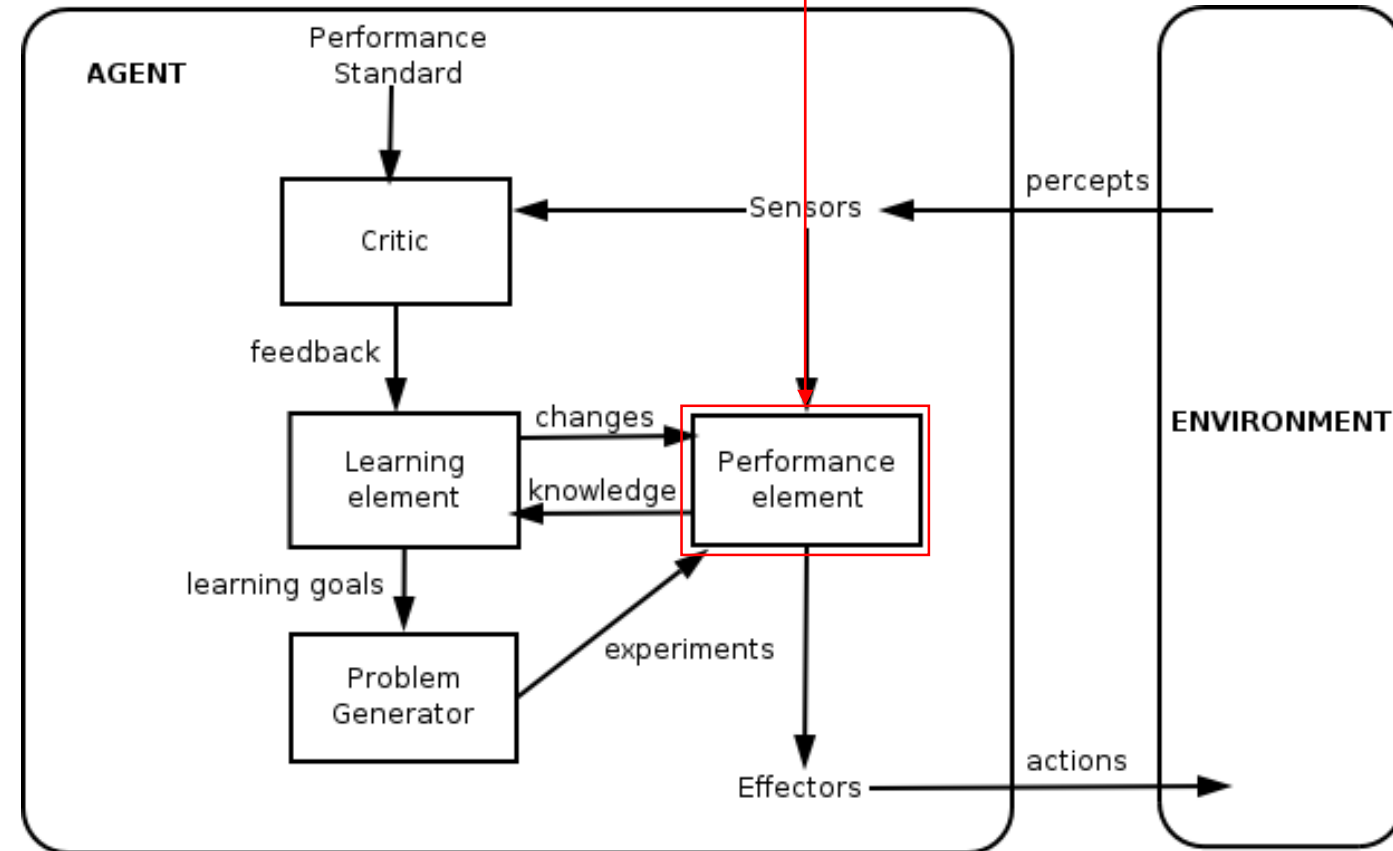 Performance
Standard
AGENT
percepts
Sensors
Critic
feedback
changes
ENVIRONMENT
Learning
element
Performance
element
knowledge
learning goals
experiments
Problem
Generator
actions
Effectors